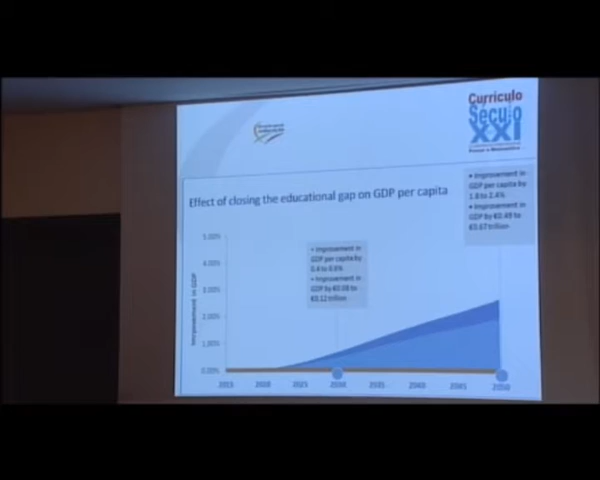 Currículo
Século
XXI
Effect of closing the educational gap on GDP per capita
• Improvement in
GDP per capita by
1.8 to 2.4%
• Improvement in
GDP by €0.49 to
€0.67 trillion
• Improvement in
GDP per capita by
0.4 to 0.6%
• Improvement in
GDP by €0.08 to
€0.12 trillion
Improvement in GDP
5.00%
4.00%
3.00%
2.00%
1.00%
0.00%
2015 2020 2025 2030 2035 2040 2045 2050